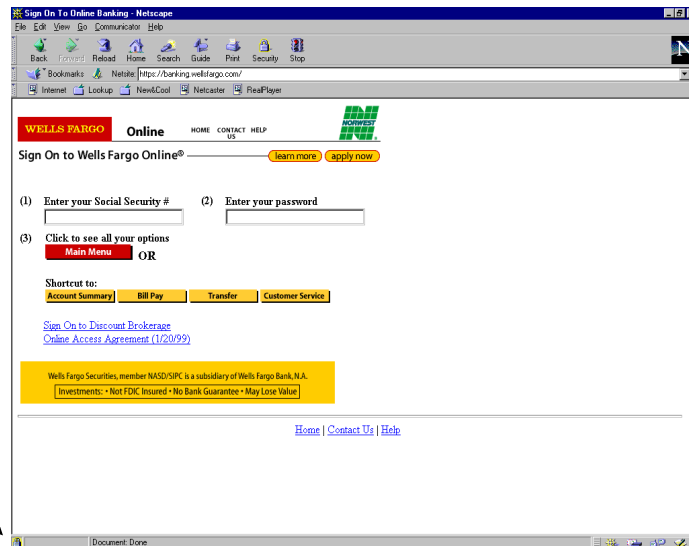 Sign On To Online Banking - Netscape
File Edit View Go Communicator Help
Back Forward Reload Home Search Guide Print Security Stop
N
Bookmarks Netsite: https://banking.wellsfargo.com/
Internet Lookup New&Cool Netcaster RealPlayer
WELLS FARGO Online HOME CONTACT US HELP NORWEST
Sign On to Wells Fargo Online® learn more apply now
(1) Enter your Social Security # (2) Enter your password
(3) Click to see all your options
Main Menu OR
Shortcut to:
Account Summary Bill Pay Transfer Customer Service
Sign On to Discount Brokerage
Online Access Agreement (1/20/99)
Wells Fargo Securities, member NASD/SIPC is a subsidiary of Wells Fargo Bank, N.A.
Investments: • Not FDIC Insured • No Bank Guarantee • May Lose Value
Home | Contact Us | Help
Document: Done